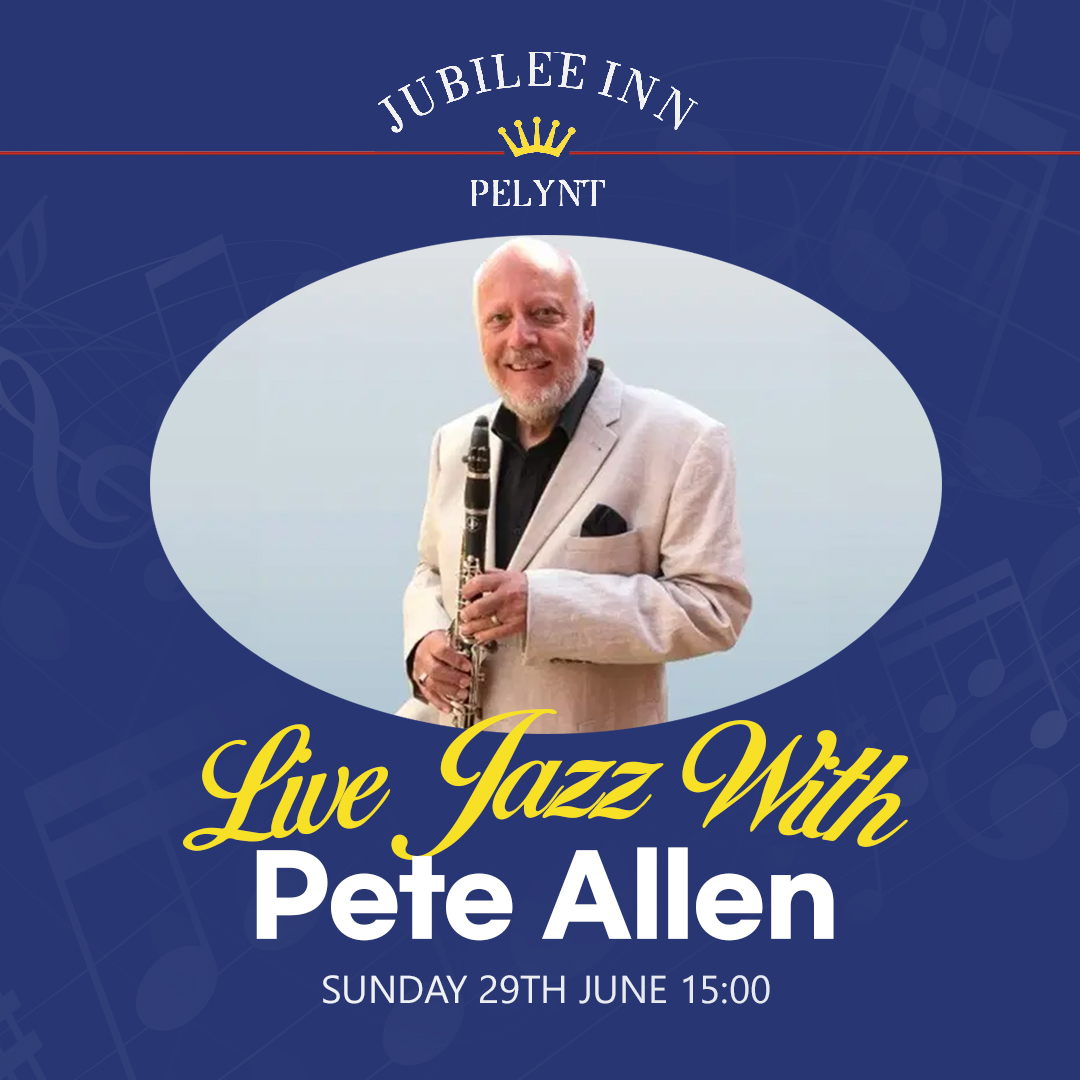 JUBILEE INN
PELYNT
Live Jazz With
Pete Allen
SUNDAY 29TH JUNE 15:00